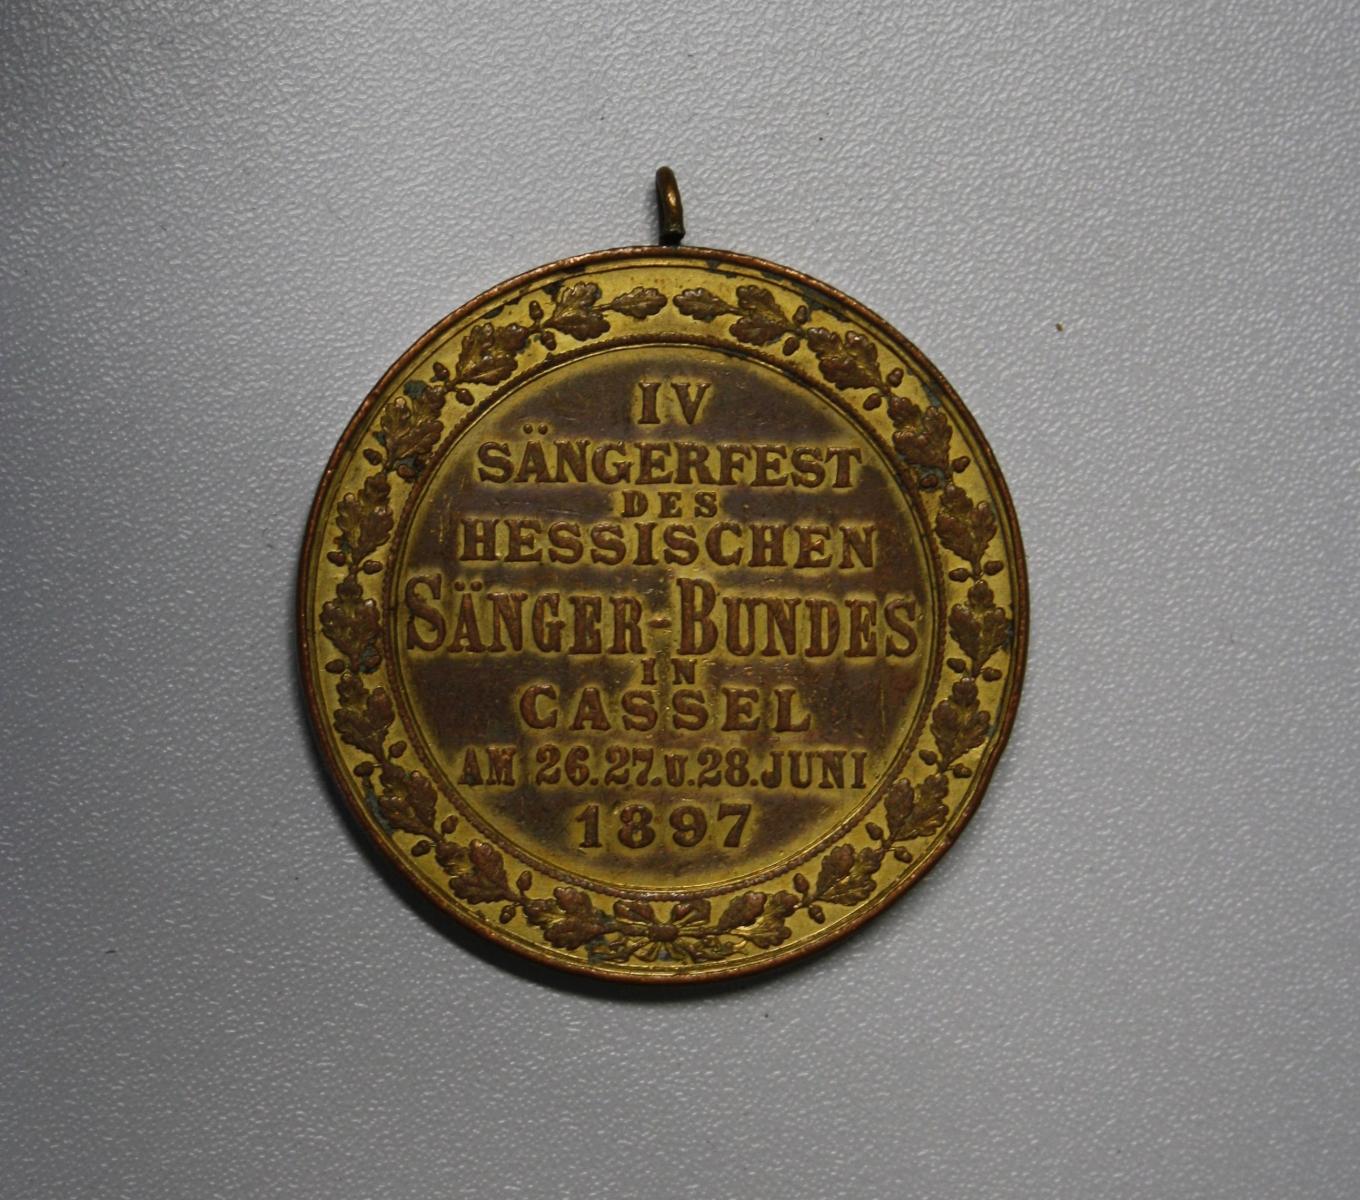 IV
SÄNGERFEST
DES
HESSISCHEN
SÄNGER-BUNDES
IN
CASSEL
AM 26.27.U.28.JUNI
1897